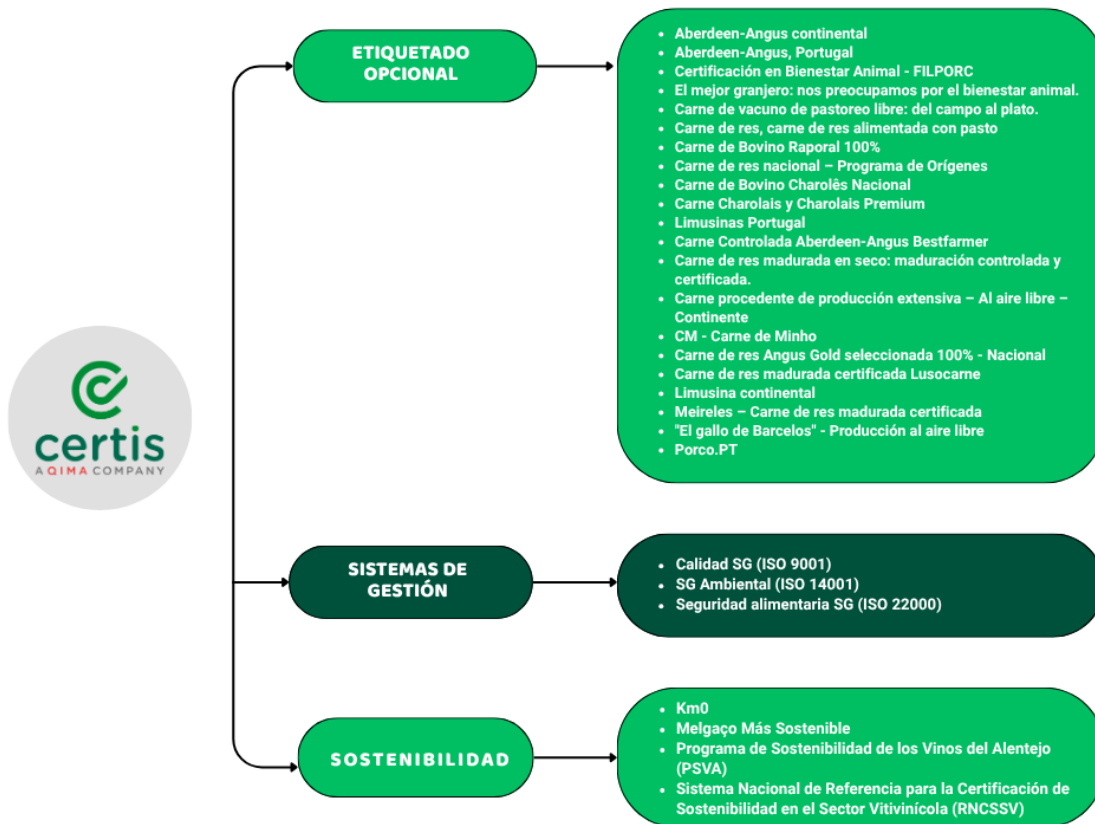 ETIQUETADO
OPCIONAL
• Aberdeen-Angus continental
• Aberdeen-Angus, Portugal
• Certificación en Bienestar Animal - FILPORC
• El mejor granjero: nos preocupamos por el bienestar animal.
• Carne de vacuno de pastoreo libre: del campo al plato.
• Carne de res, carne de res alimentada con pasto
• Carne de Bovino Raporal 100%
• Carne de res nacional – Programa de Orígenes
• Carne de Bovino Charolês Nacional
• Carne Charolais y Charolais Premium
• Limusinas Portugal
• Carne Controlada Aberdeen-Angus Bestfarmer
• Carne de res madurada en seco: maduración controlada y
certificada.
• Carne procedente de producción extensiva – Al aire libre –
Continente
• CM - Carne de Minho
• Carne de res Angus Gold seleccionada 100% - Nacional
• Carne de res madurada certificada Lusocarne
• Limusina continental
• Meireles – Carne de res madurada certificada
• "El gallo de Barcelos" - Producción al aire libre
• Porco.PT
certis
A QIMA COMPANY
SISTEMAS DE
GESTIÓN
• Calidad SG (ISO 9001)
• SG Ambiental (ISO 14001)
• Seguridad alimentaria SG (ISO 22000)
SOSTENIBILIDAD
• Km0
• Melgaço Más Sostenible
• Programa de Sostenibilidad de los Vinos del Alentejo
(PSVA)
• Sistema Nacional de Referencia para la Certificación de
Sostenibilidad en el Sector Vitivinícola (RNCSSV)